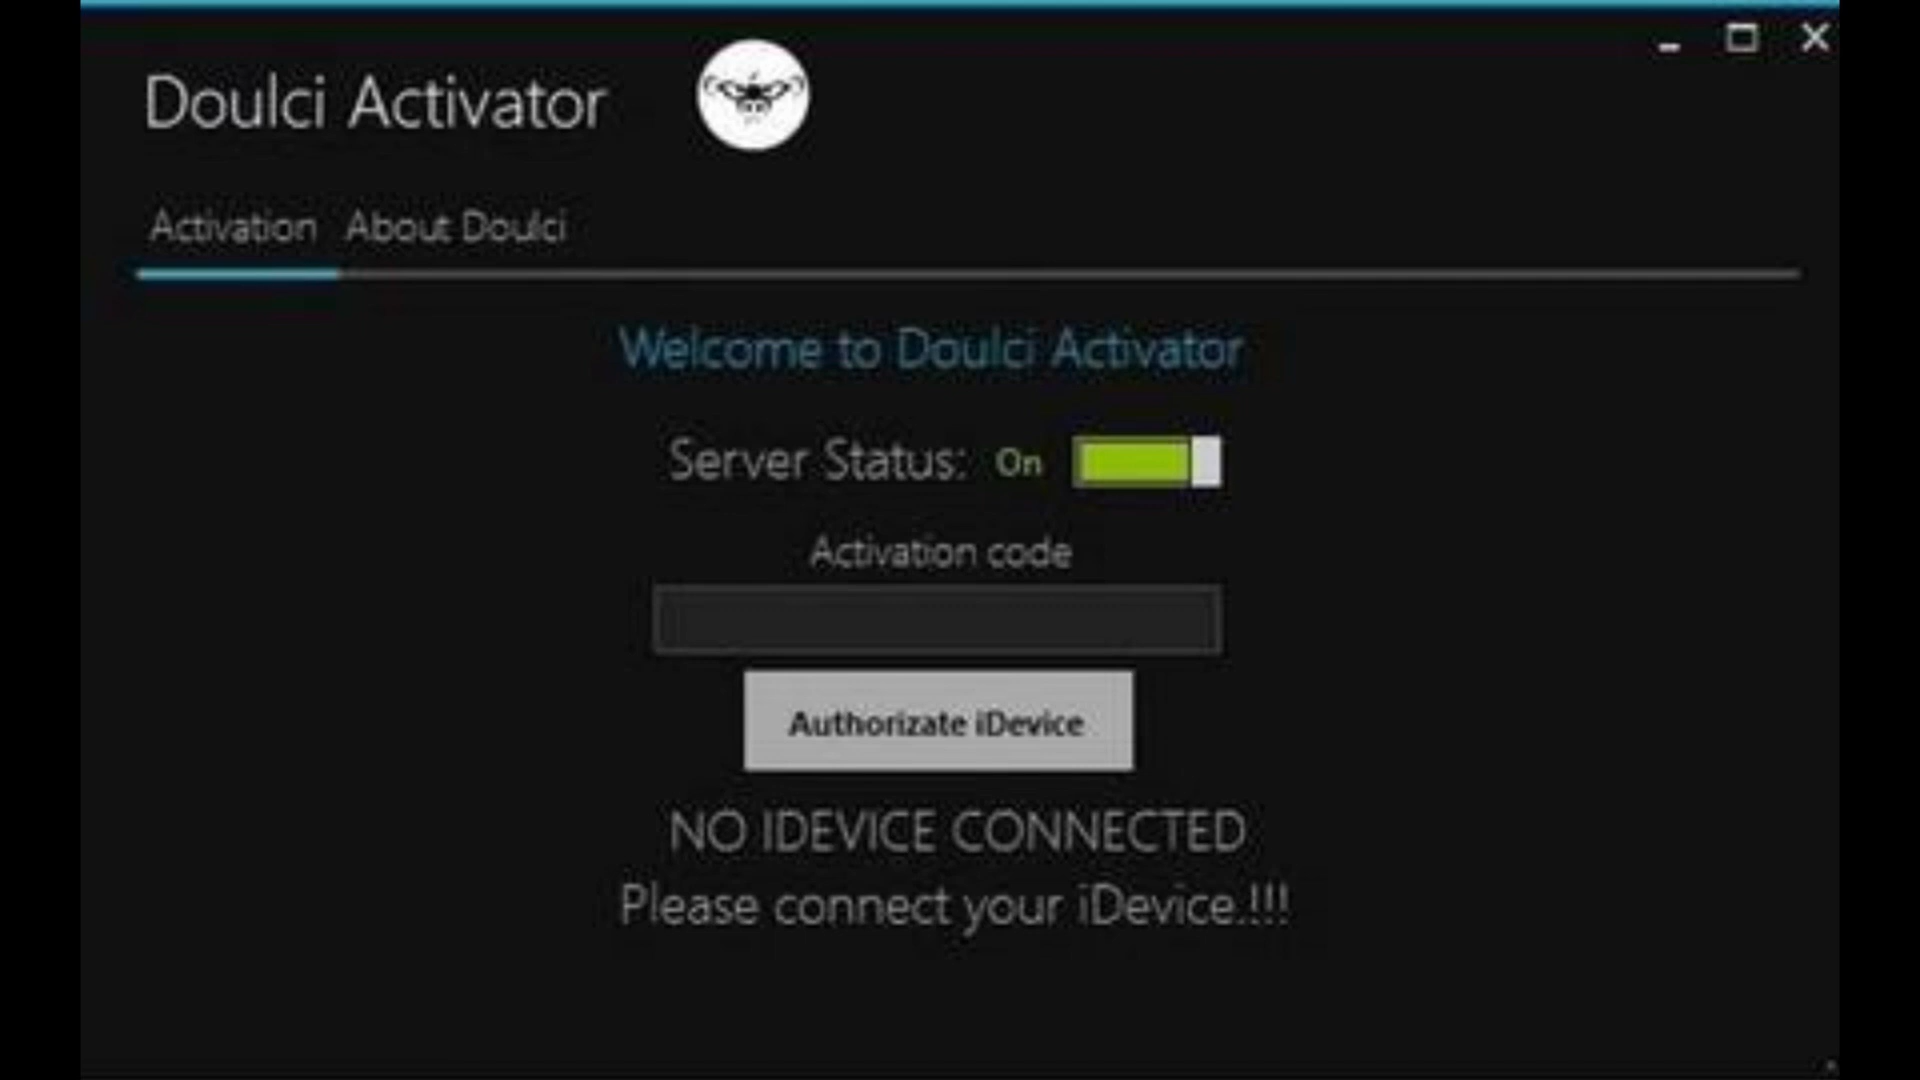 Doulci Activator
Activation About Doulci
Welcome to Doulci Activator
Server Status: On
Activation code
Authorizate iDevice
NO IDEVICE CONNECTED
Please connect your iDevice.!!!